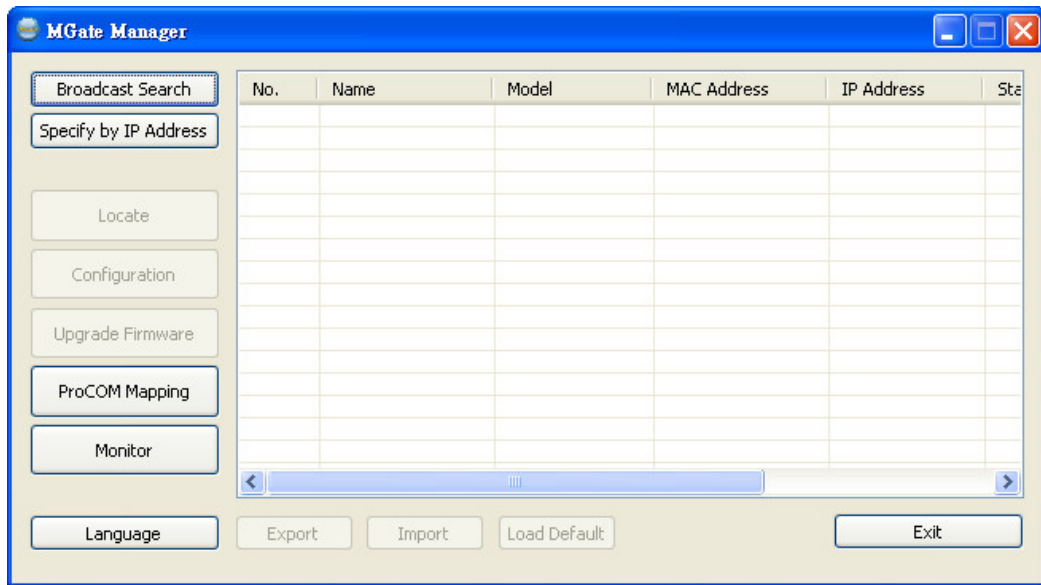 MGate Manager
Broadcast Search
No. Name Model MAC Address IP Address Sta
Specify by IP Address
Locate
Configuration
Upgrade Firmware
ProCOM Mapping
Monitor
Language Export Import Load Default Exit